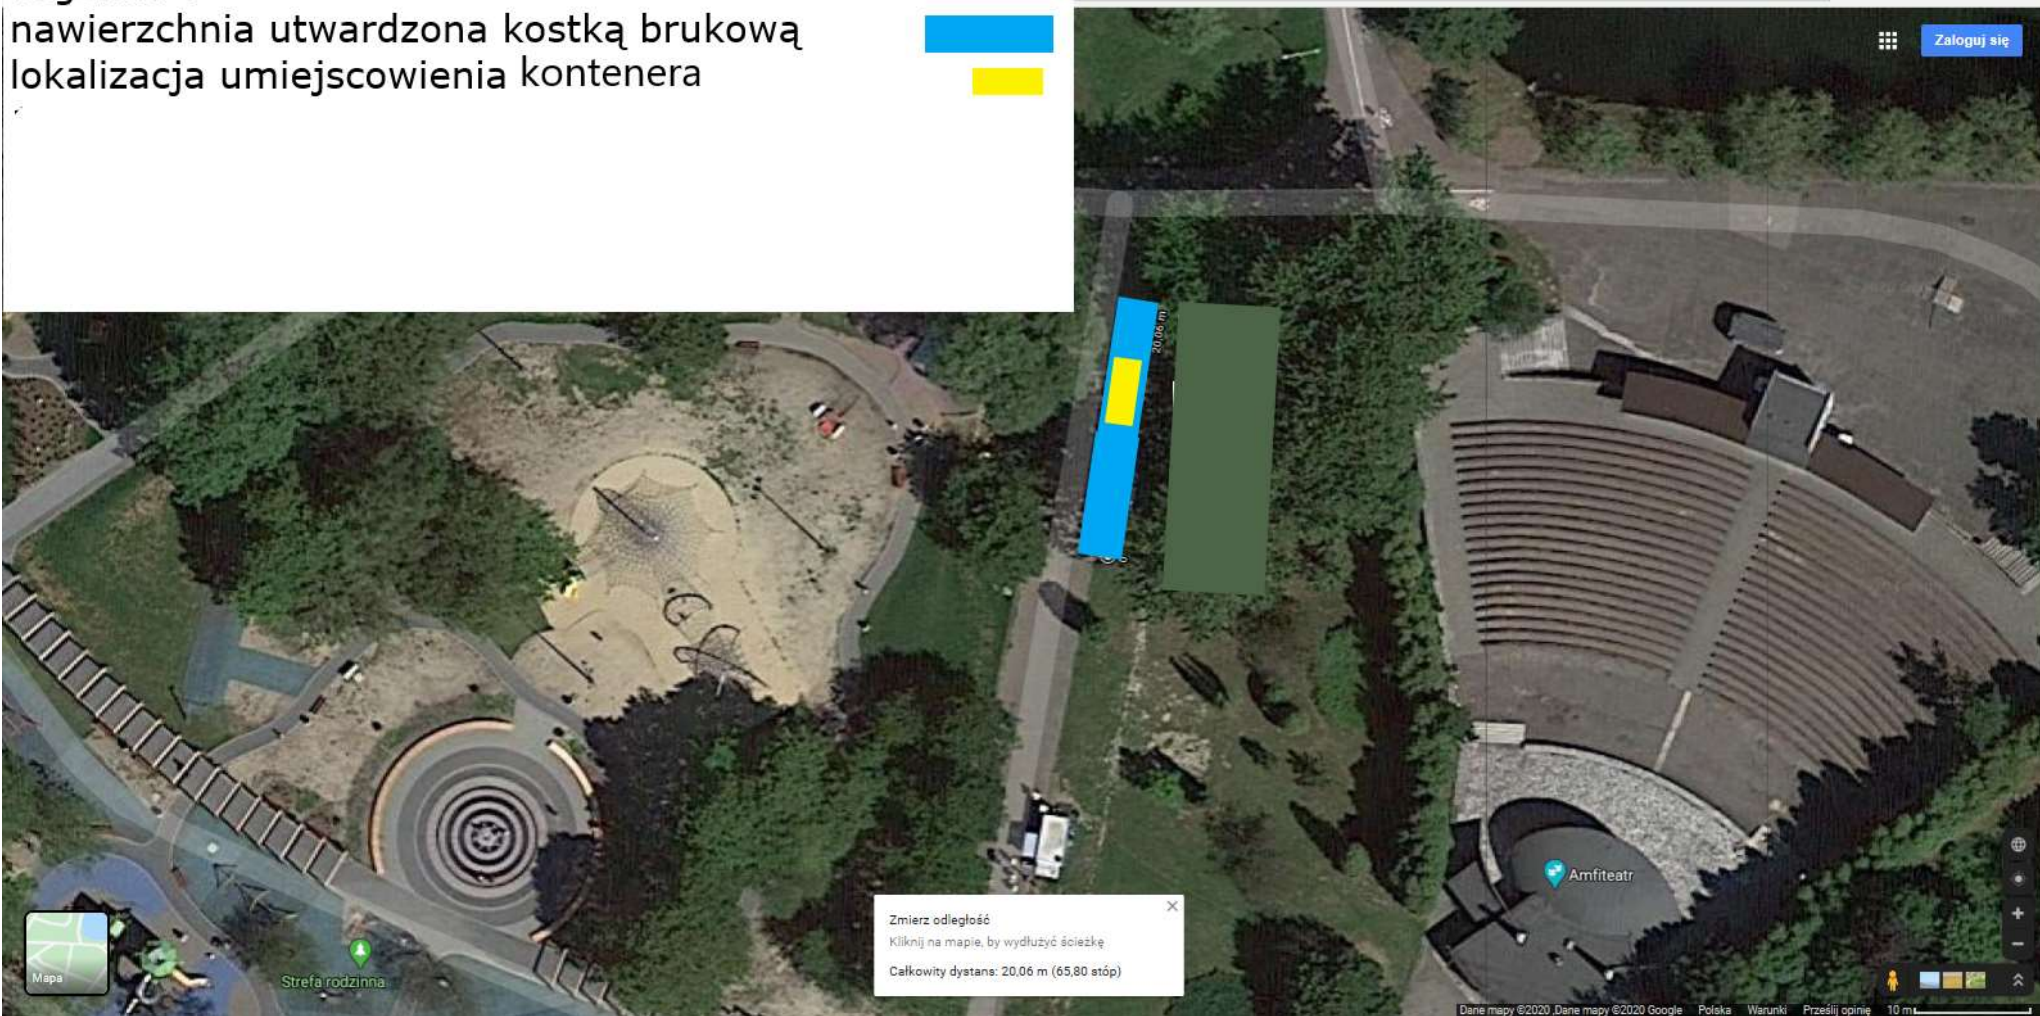 nawierzchnia utwardzona kostką brukową
lokalizacja umiejscowienia kontenera
Zaloguj się
20,06 m
0
Amfiteatr
Zmierz odległość
Kliknij na mapie, by wydłużyć ścieżkę
Całkowity dystans: 20,06 m (65,80 stóp)
Mapa
Strefa rodzinna
Dane mapy ©2020 ,Dane mapy ©2020 Google Polska Warunki Prześlij opinię 10 m